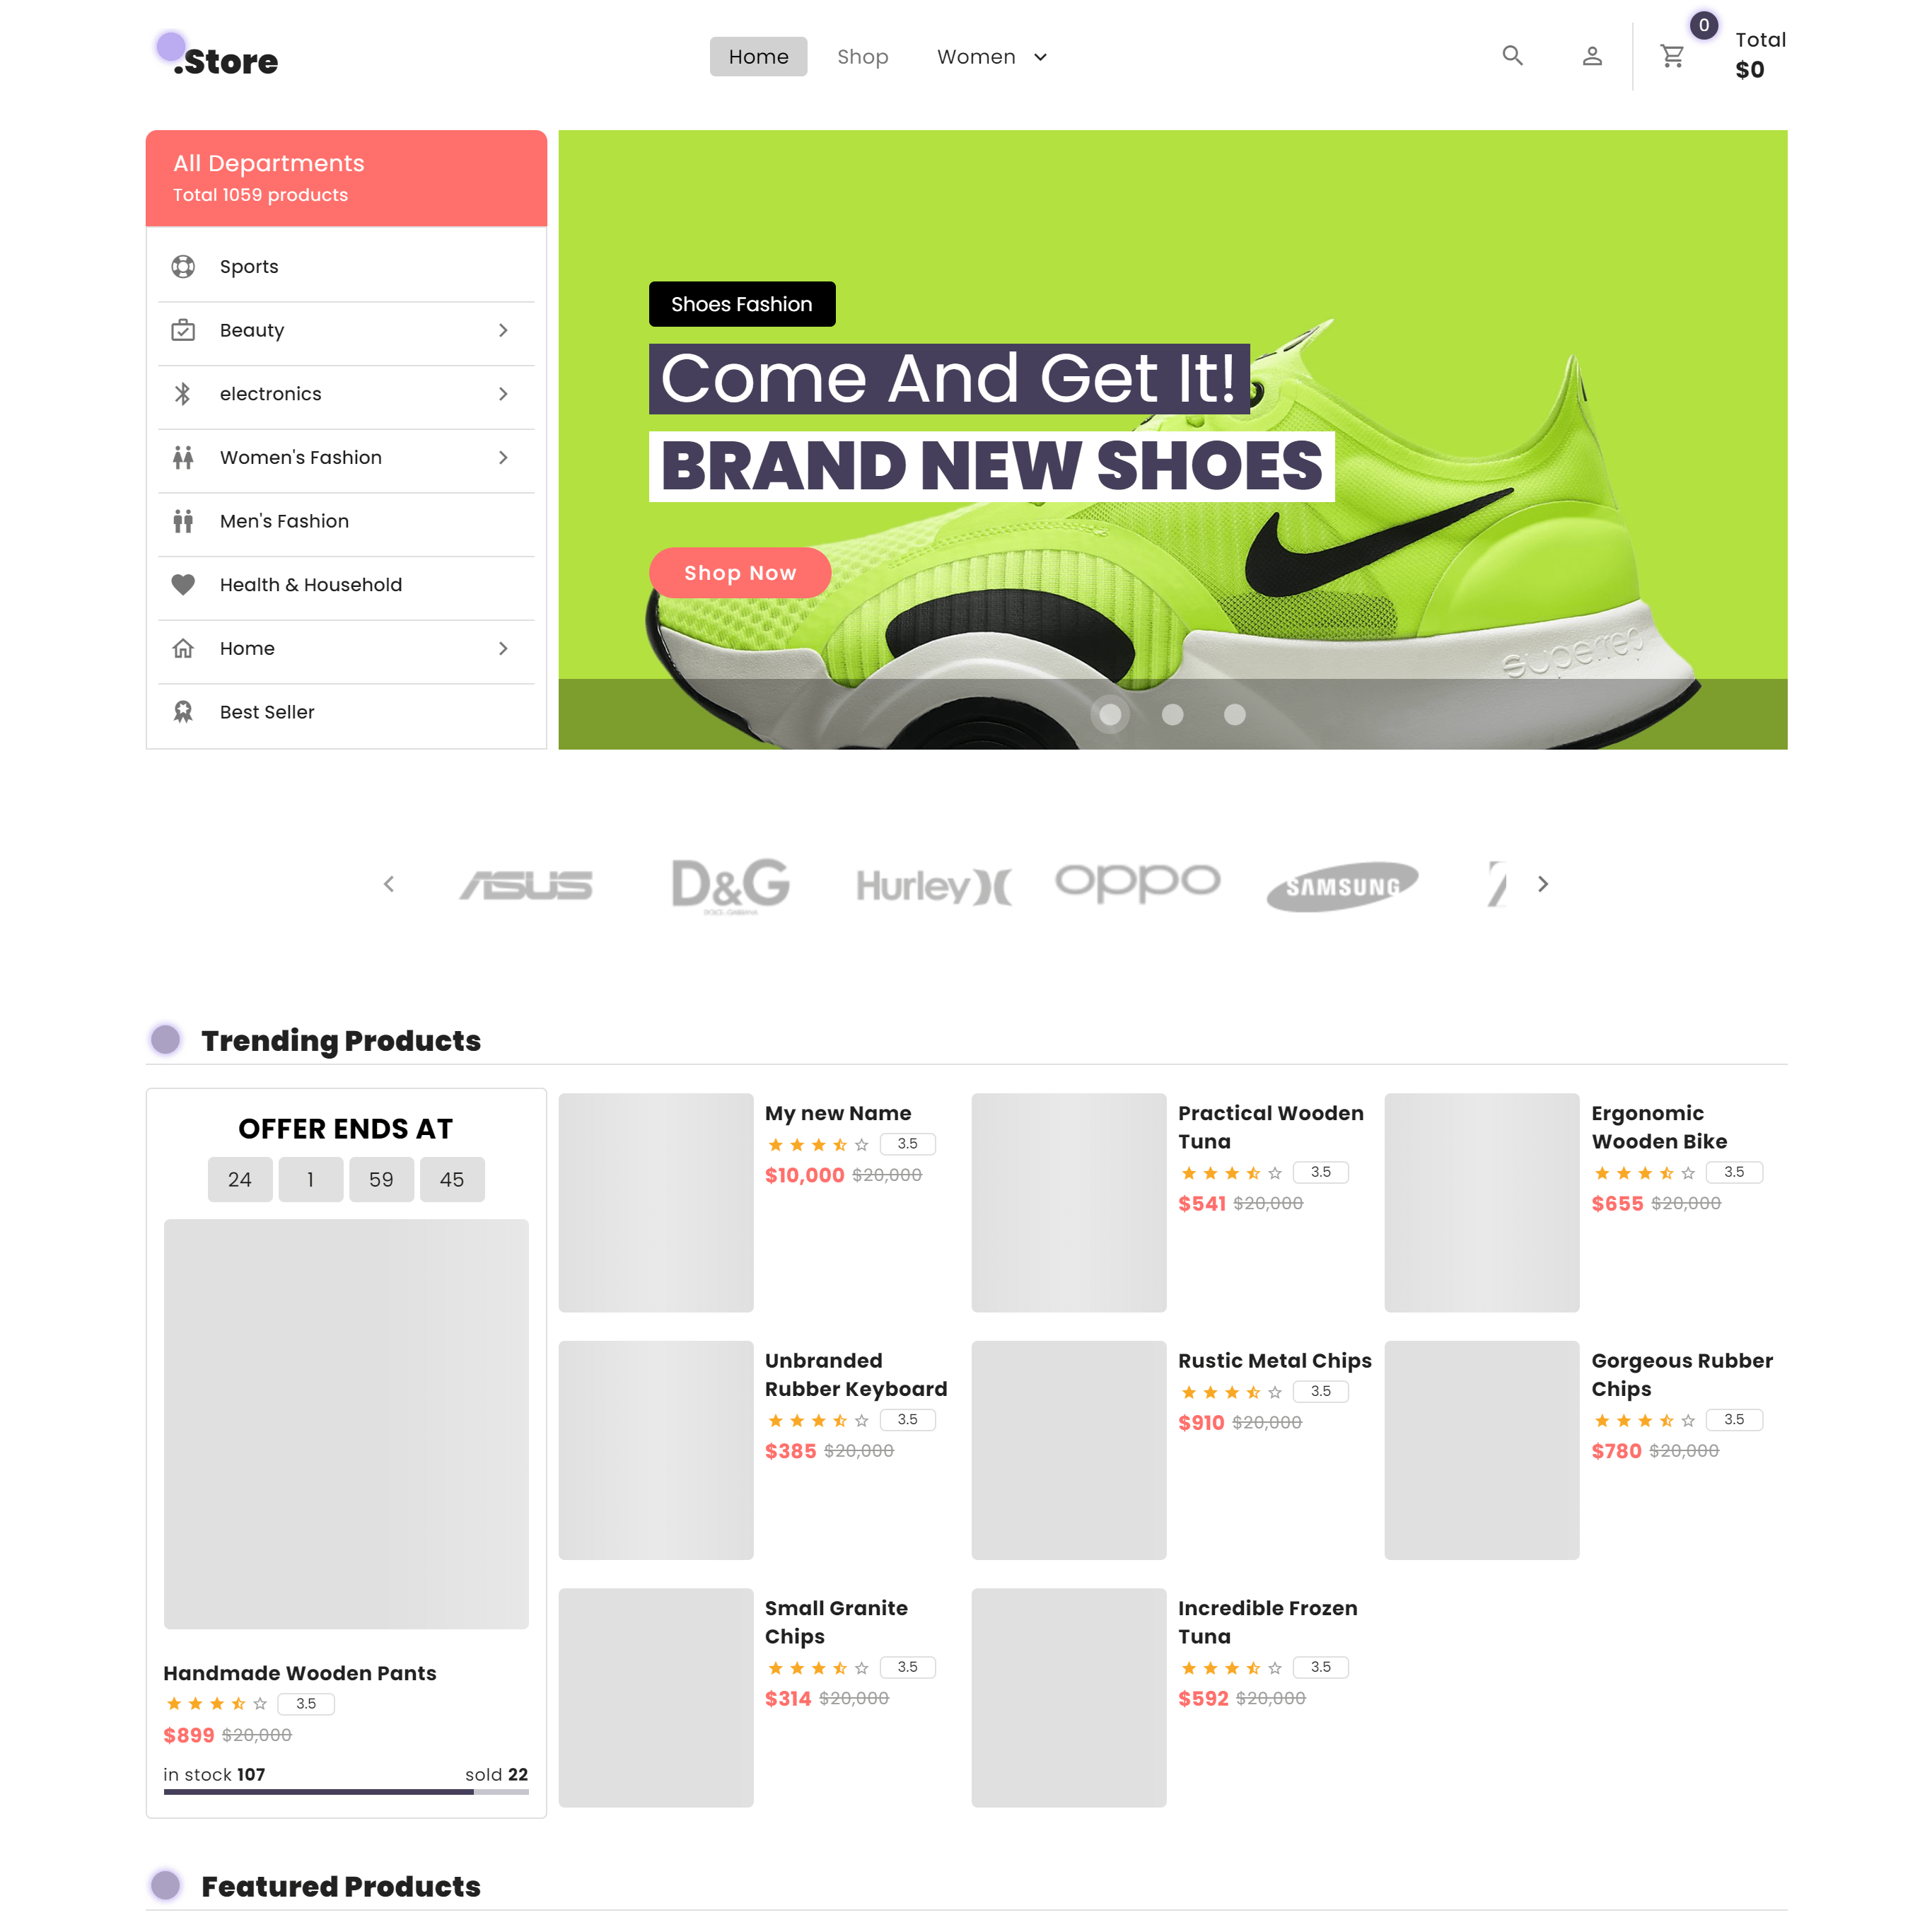 .Store
Home
Shop
Women
0
Total
$0
All Departments
Total 1059 products
Sports
Beauty
electronics
Women's Fashion
Men's Fashion
Health & Household
Home
Best Seller
Shoes Fashion
Come And Get It!
BRAND NEW SHOES
Shop Now
superrep
ASUS
D&G
DOLCE & GABBANA
Hurley
oppo
SAMSUNG
Trending Products
OFFER ENDS AT
24 1 59 45
Handmade Wooden Pants
3.5
$899 $20,000
in stock 107 sold 22
My new Name
3.5
$10,000 $20,000
Practical Wooden
Tuna
3.5
$541 $20,000
Ergonomic
Wooden Bike
3.5
$655 $20,000
Unbranded
Rubber Keyboard
3.5
$385 $20,000
Rustic Metal Chips
3.5
$910 $20,000
Gorgeous Rubber
Chips
3.5
$780 $20,000
Small Granite
Chips
3.5
$314 $20,000
Incredible Frozen
Tuna
3.5
$592 $20,000
Featured Products